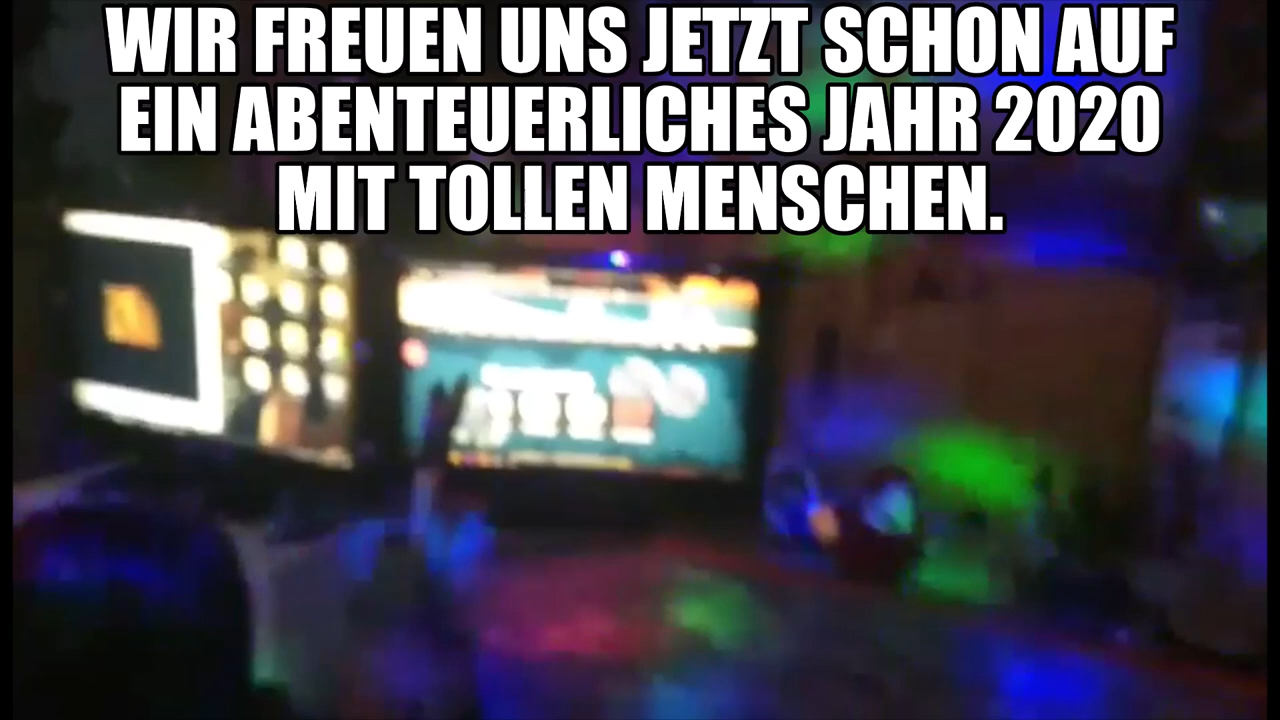 WIR FREUEN UNS JETZT SCHON AUF
EIN ABENTEUERLICHES JAHR 2020
MIT TOLLEN MENSCHEN.